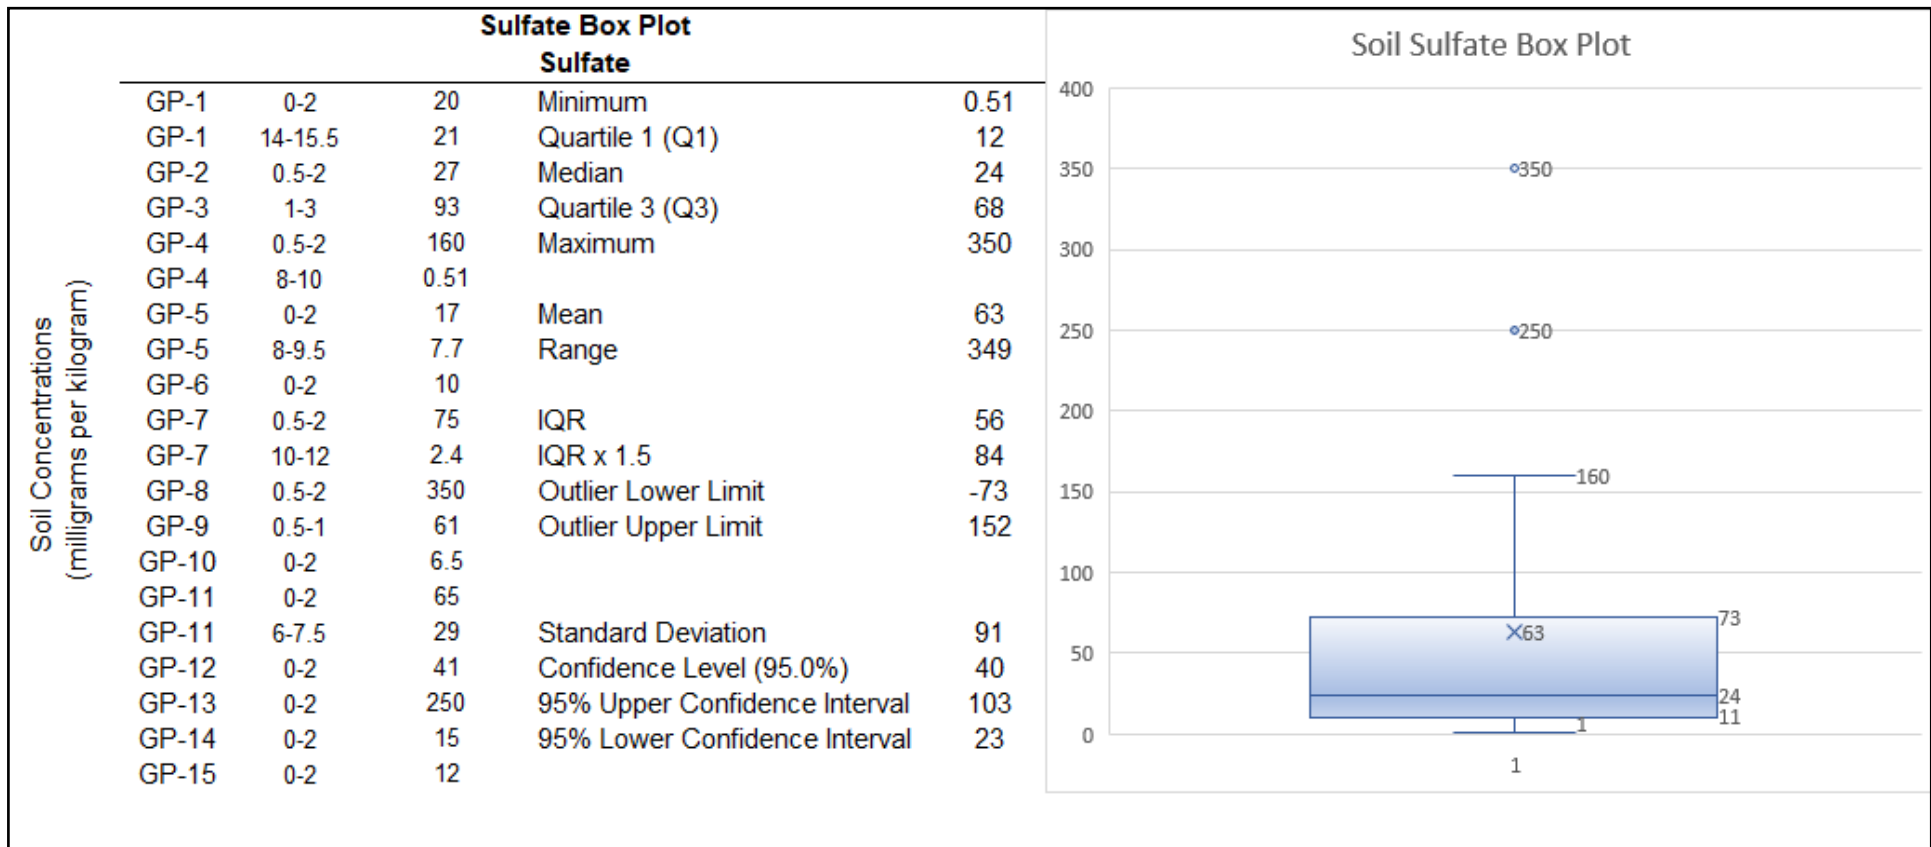 Sulfate Box Plot
Sulfate
Soil Concentrations
(milligrams per kilogram)
GP-1 0-2 20 Minimum 0.51
GP-1 14-15.5 21 Quartile 1 (Q1) 12
GP-2 0.5-2 27 Median 24
GP-3 1-3 93 Quartile 3 (Q3) 68
GP-4 0.5-2 160 Maximum 350
GP-4 8-10 0.51
GP-5 0-2 17 Mean 63
GP-5 8-9.5 7.7 Range 349
GP-6 0-2 10
GP-7 0.5-2 75 IQR 56
GP-7 10-12 2.4 IQR x 1.5 84
GP-8 0.5-2 350 Outlier Lower Limit -73
GP-9 0.5-1 61 Outlier Upper Limit 152
GP-10 0-2 6.5
GP-11 0-2 65
GP-11 6-7.5 29 Standard Deviation 91
GP-12 0-2 41 Confidence Level (95.0%) 40
GP-13 0-2 250 95% Upper Confidence Interval 103
GP-14 0-2 15 95% Lower Confidence Interval 23
GP-15 0-2 12
Soil Sulfate Box Plot
400
350
300
250
200
150
100
50
0
350
250
160
73
63
24
11
1
1